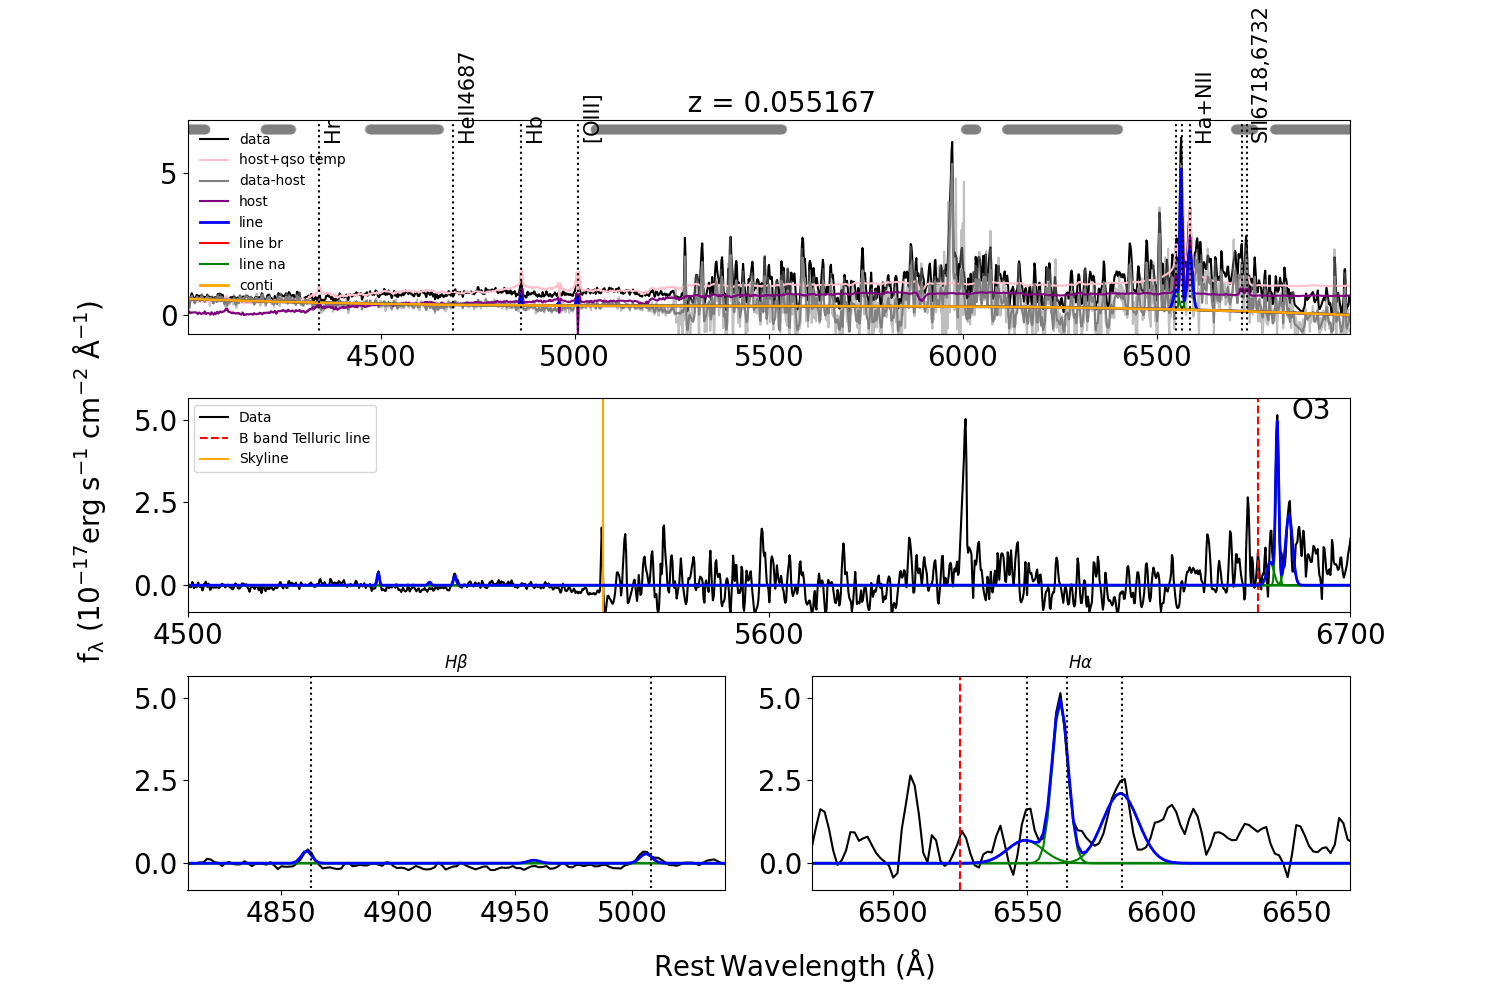 z = 0.055167
Hr
HeII4687
Hb
[OIII]
Ha+NII
SII6718,6732
data
host+qso temp
data-host
host
line
line br
line na
conti
5
0
4500 5000 5500 6000 6500
Data
B band Telluric line
Skyline
O3
5.0
2.5
0.0
4500 5600 6700
fλ (10⁻¹⁷erg s⁻¹ cm⁻² Å⁻¹)
Hβ
5.0
2.5
0.0
4850 4900 4950 5000
Hα
5.0
2.5
0.0
6500 6550 6600 6650
Rest Wavelength (Å)